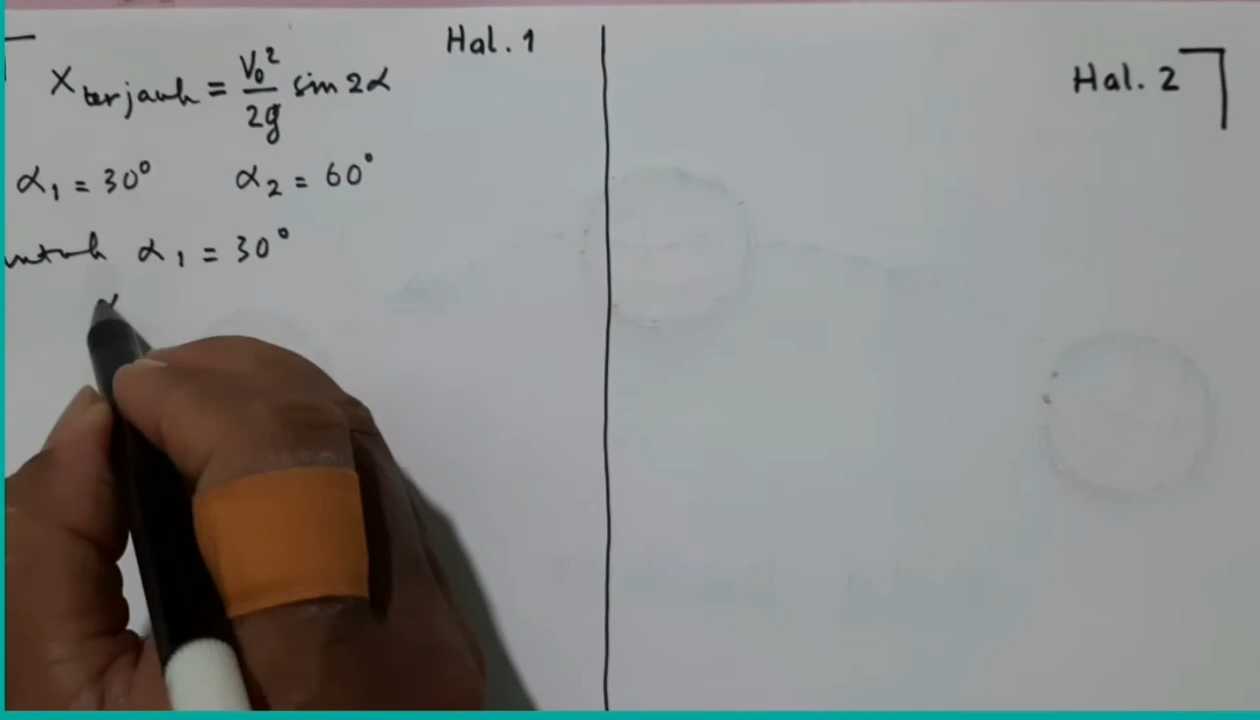 Hal. 1
X terjauh = V₀²/2g sin 2α
α₁ = 30° α₂ = 60°
untuk α₁ = 30°
Hal. 2